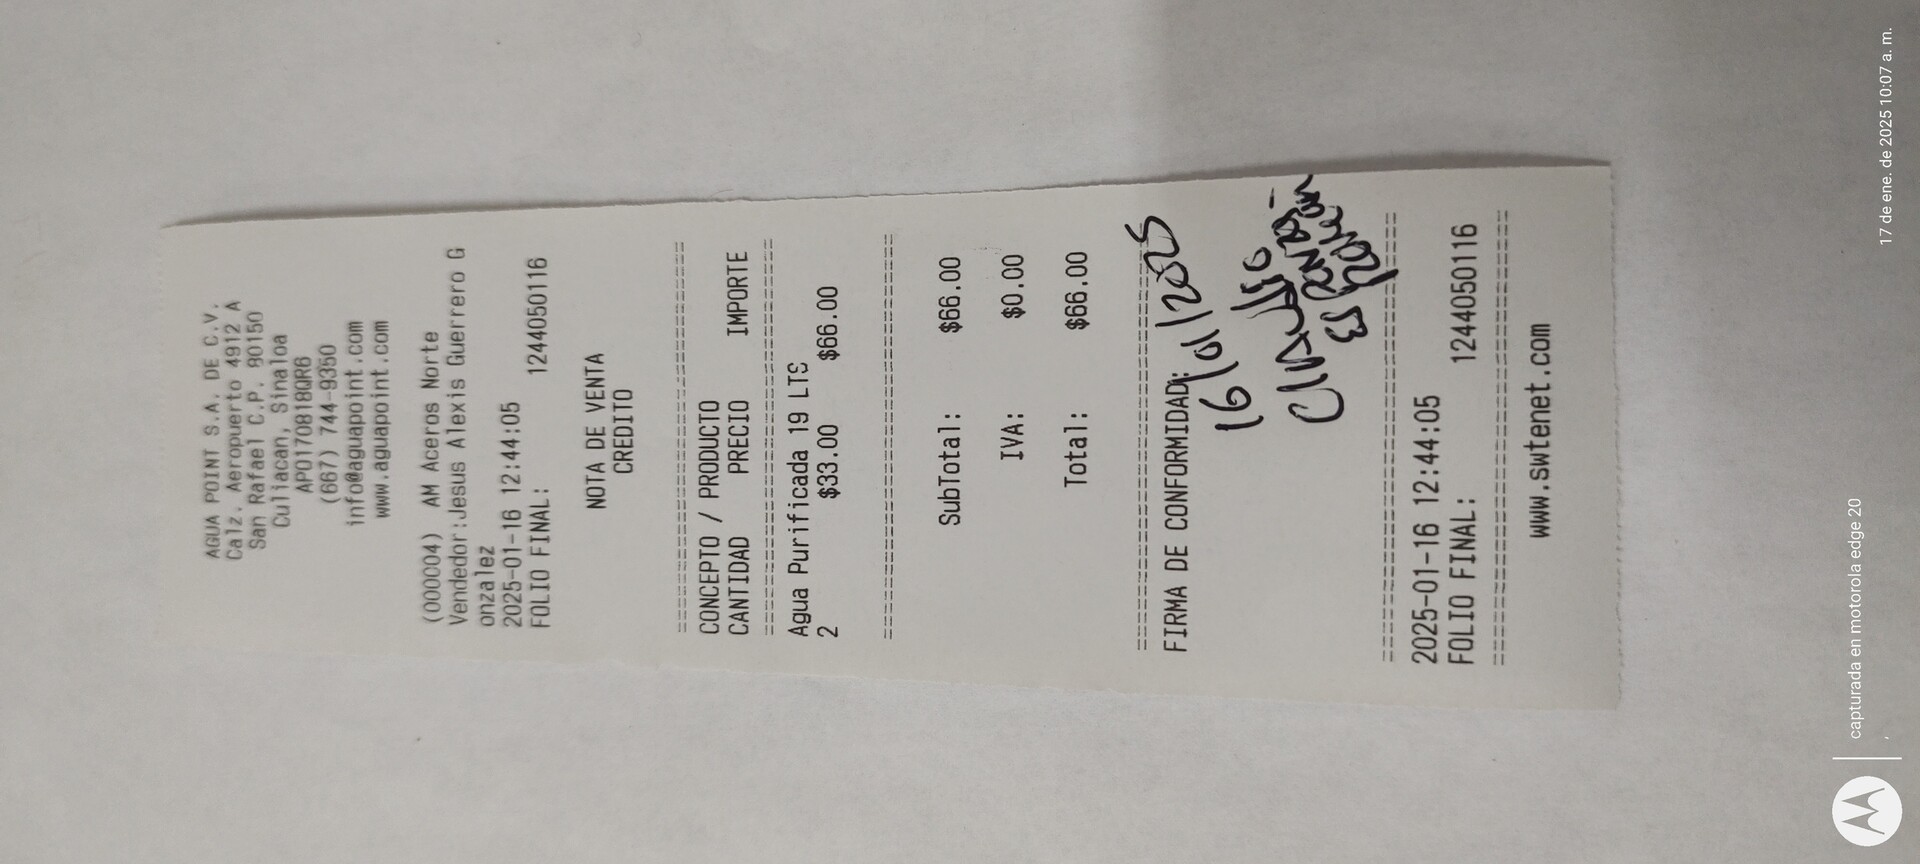 AGUA POINT S.A. DE C.V.
Calz. Aeropuerto 4912 A
San Rafael C.P. 80150
Culiacan, Sinaloa
APO170818QR6
(667) 744-9350
info@aguapoint.com
www.aguapoint.com
(000004) AM Aceros Norte
Vendedor:Jesus Alexis Guerrero G
onzalez
2025-01-16 12:44:05
FOLIO FINAL: 1244050116
NOTA DE VENTA
CREDITO
CONCEPTO / PRODUCTO
CANTIDAD PRECIO IMPORTE
Agua Purificada 19 LTS
2 $33.00 $66.00
SubTotal: $66.00
IVA: $0.00
Total: $66.00
FIRMA DE CONFORMIDAD:
16/01/2025
2025-01-16 12:44:05
FOLIO FINAL: 1244050116
www.swtenet.com
capturada en motorola edge 20
17 de ene. de 2025 10:07 a. m.